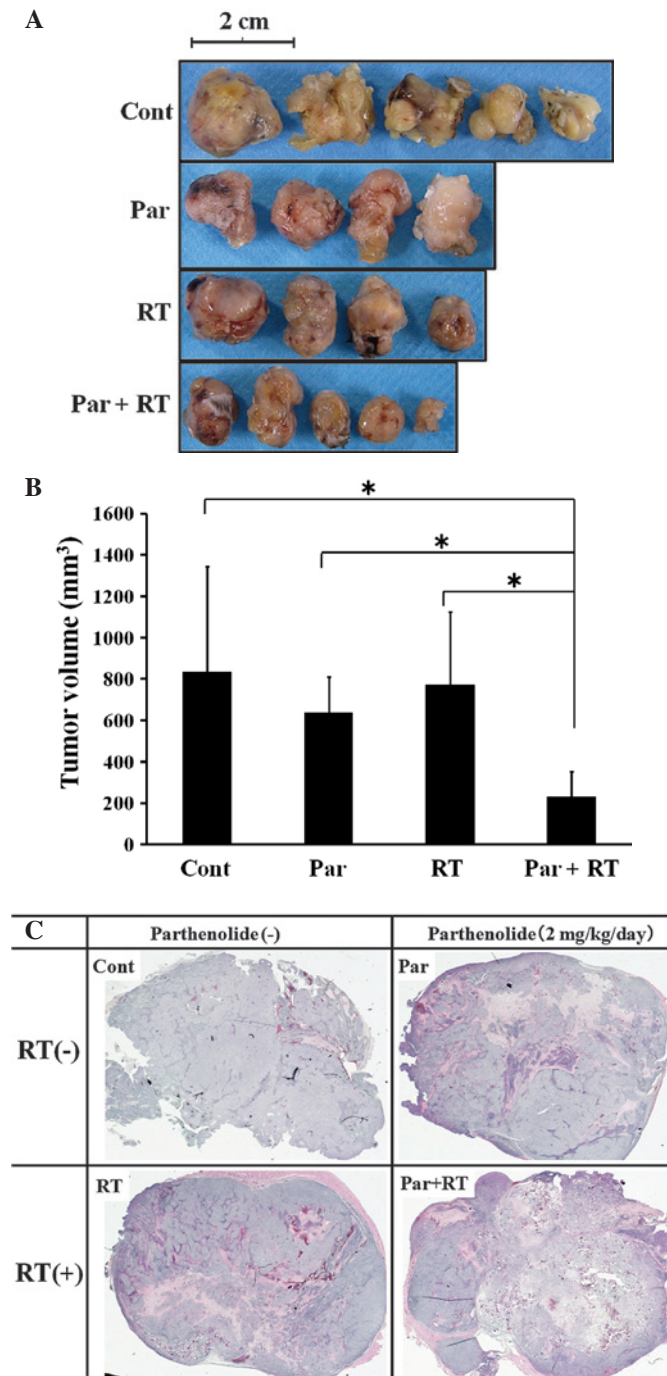 A
2 cm
Cont
Par
RT
Par + RT
B
Tumor volume (mm³)
1600
1400
1200
1000
800
600
400
200
0
*
*
*
Cont
Par
RT
Par + RT
C
Parthenolide (-)
Parthenolide (2 mg/kg/day)
RT(-)
Cont
Par
RT(+)
RT
Par+RT